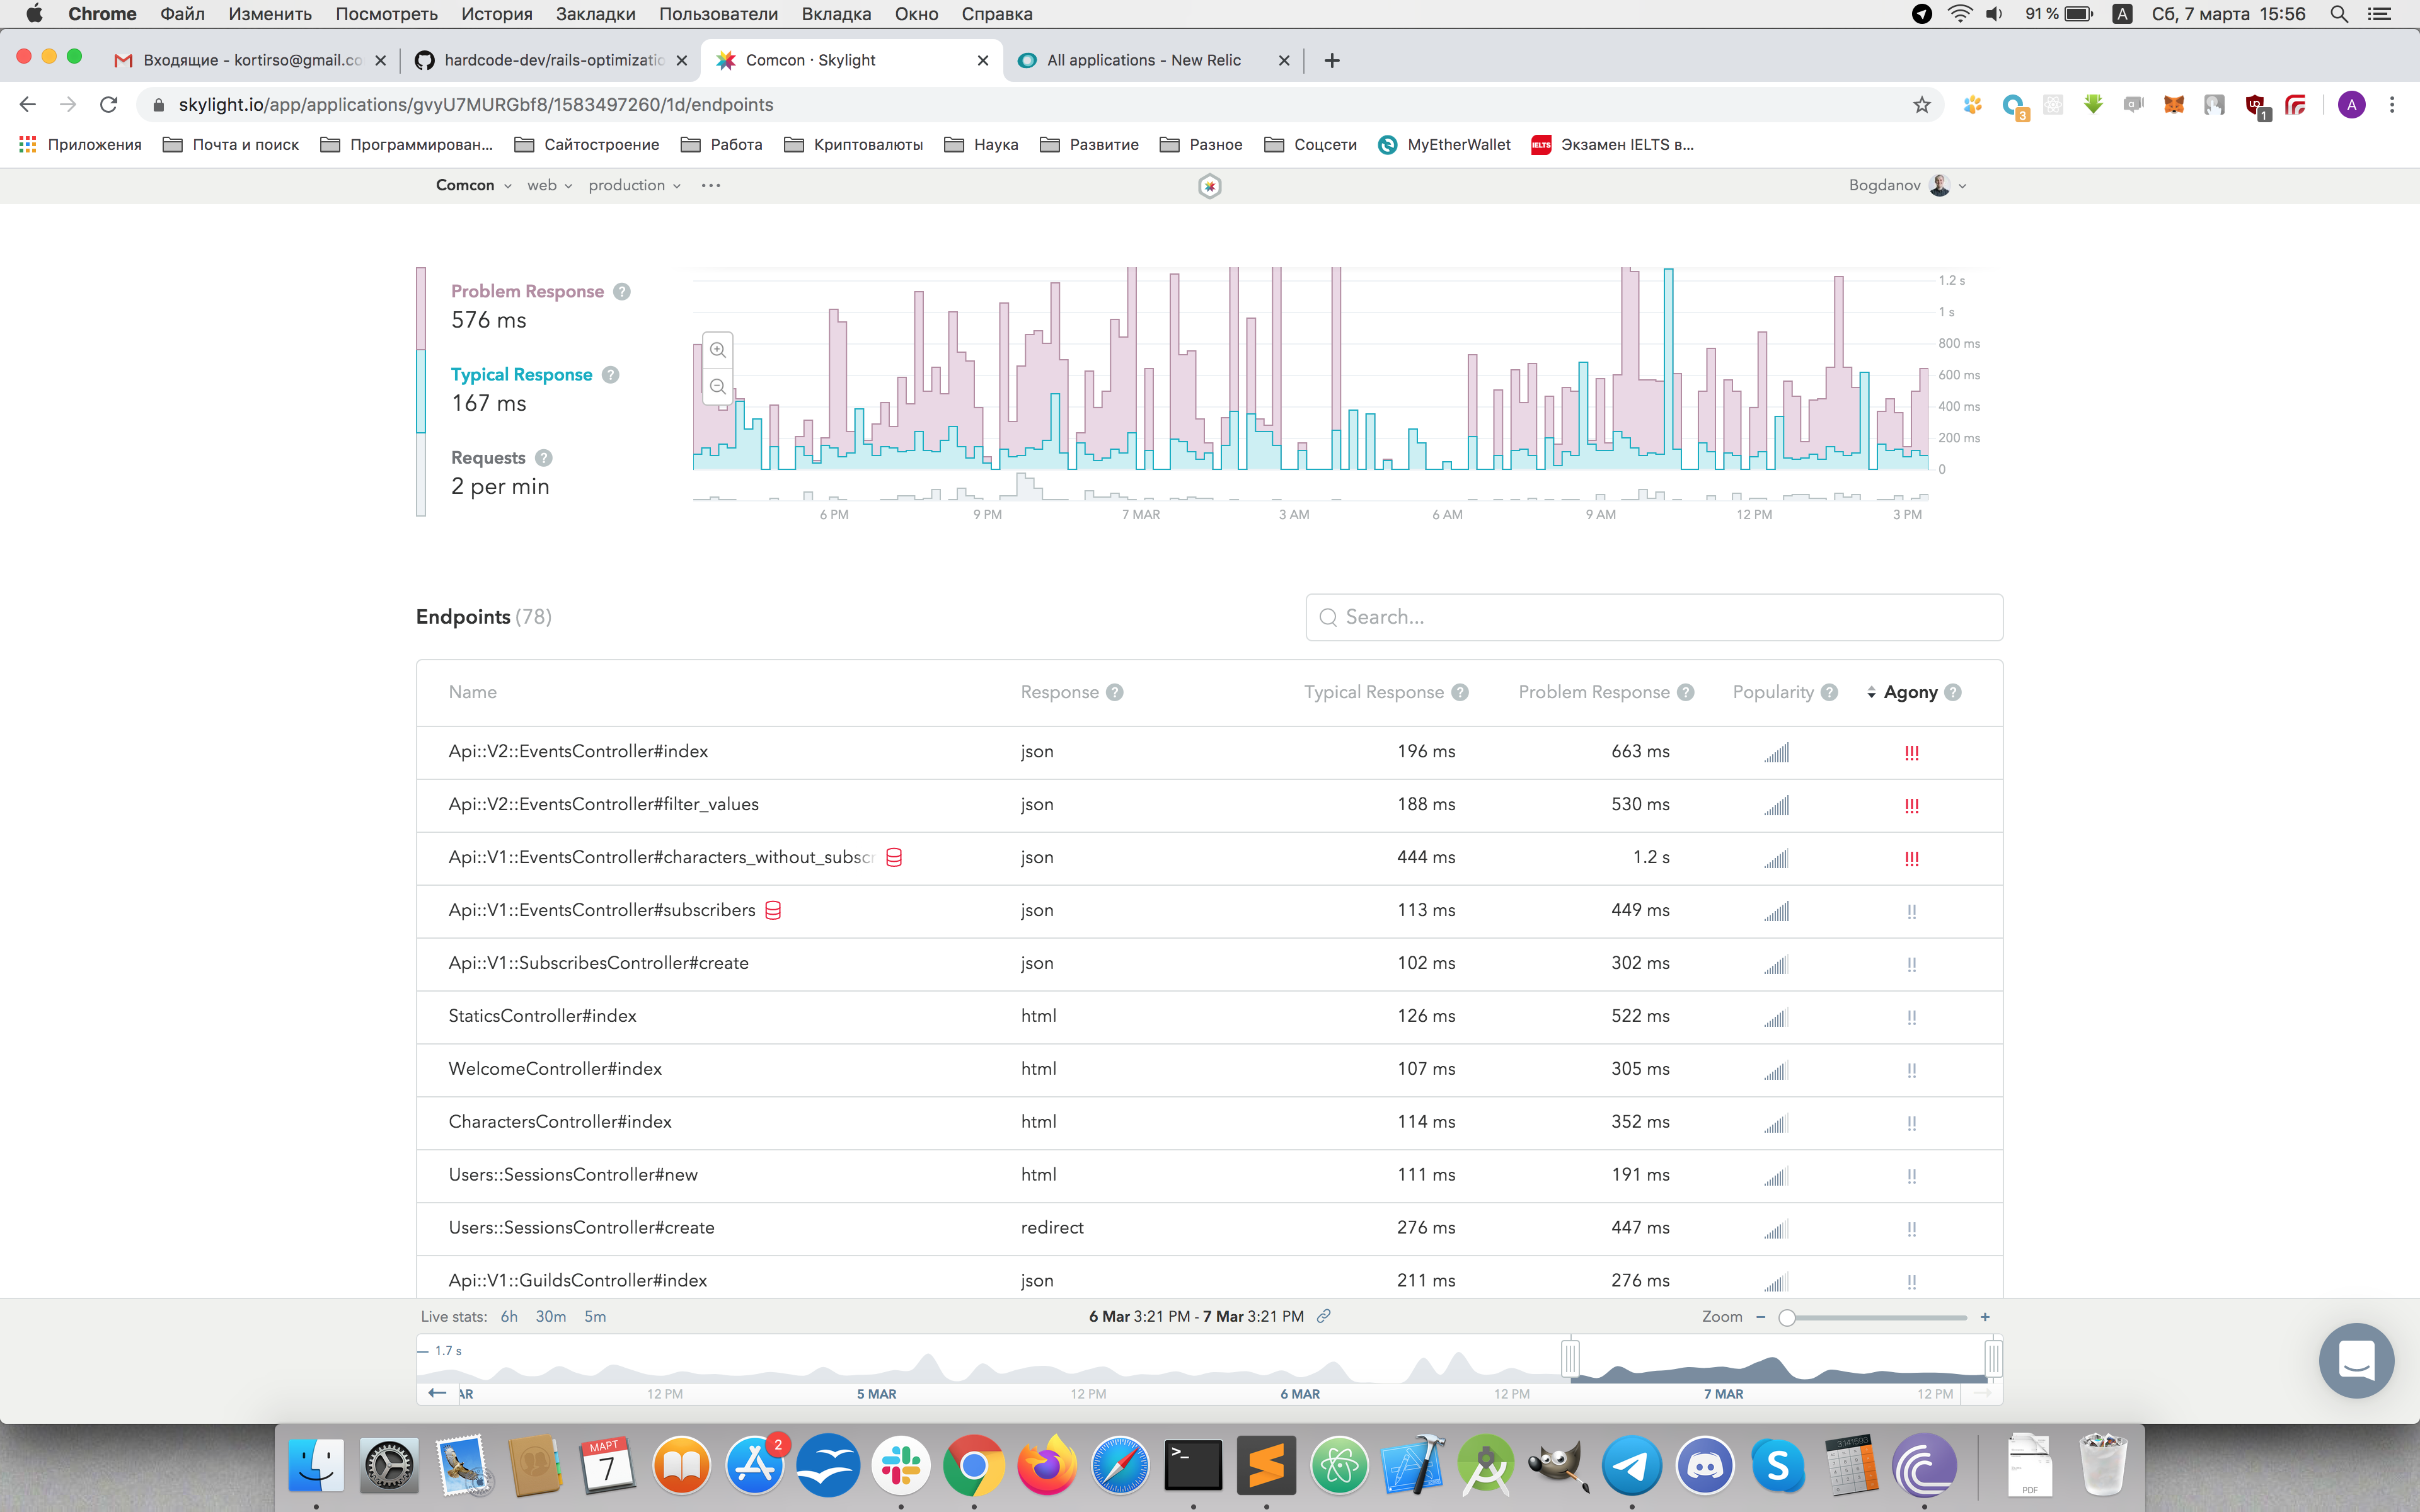 Chrome Файл Изменить Посмотреть История Закладки Пользователи Вкладка Окно Справка 91 % A Сб, 7 марта 15:56
Входящие - kortirso@gmail.co hardcode-dev/rails-optimizatio Comcon · Skylight All applications - New Relic
skylight.io/app/applications/gvyU7MURGbf8/1583497260/1d/endpoints 3 1 A
Приложения Почта и поиск Программирован... Сайтостроение Работа Криптовалюты Наука Развитие Разное Соцсети MyEtherWallet IELTS Экзамен IELTS в...
Comcon web production ••• Bogdanov
Problem Response ?
576 ms
Typical Response ?
167 ms
Requests ?
2 per min
1.2 s
1 s
800 ms
600 ms
400 ms
200 ms
0
6 PM 9 PM 7 MAR 3 AM 6 AM 9 AM 12 PM 3 PM
Endpoints (78) Search...
Name Response ? Typical Response ? Problem Response ? Popularity ? Agony ?
Api::V2::EventsController#index json 196 ms 663 ms !!!
Api::V2::EventsController#filter_values json 188 ms 530 ms !!!
Api::V1::EventsController#characters_without_subscr json 444 ms 1.2 s !!!
Api::V1::EventsController#subscribers json 113 ms 449 ms !!
Api::V1::SubscribesController#create json 102 ms 302 ms !!
StaticsController#index html 126 ms 522 ms !!
WelcomeController#index html 107 ms 305 ms !!
CharactersController#index html 114 ms 352 ms !!
Users::SessionsController#new html 111 ms 191 ms !!
Users::SessionsController#create redirect 276 ms 447 ms !!
Api::V1::GuildsController#index json 211 ms 276 ms !!
Live stats: 6h 30m 5m 6 Mar 3:21 PM - 7 Mar 3:21 PM Zoom − +
1.7 s
AR 12 PM 5 MAR 12 PM 6 MAR 12 PM 7 MAR 12 PM
МАРТ
7
2
PDF